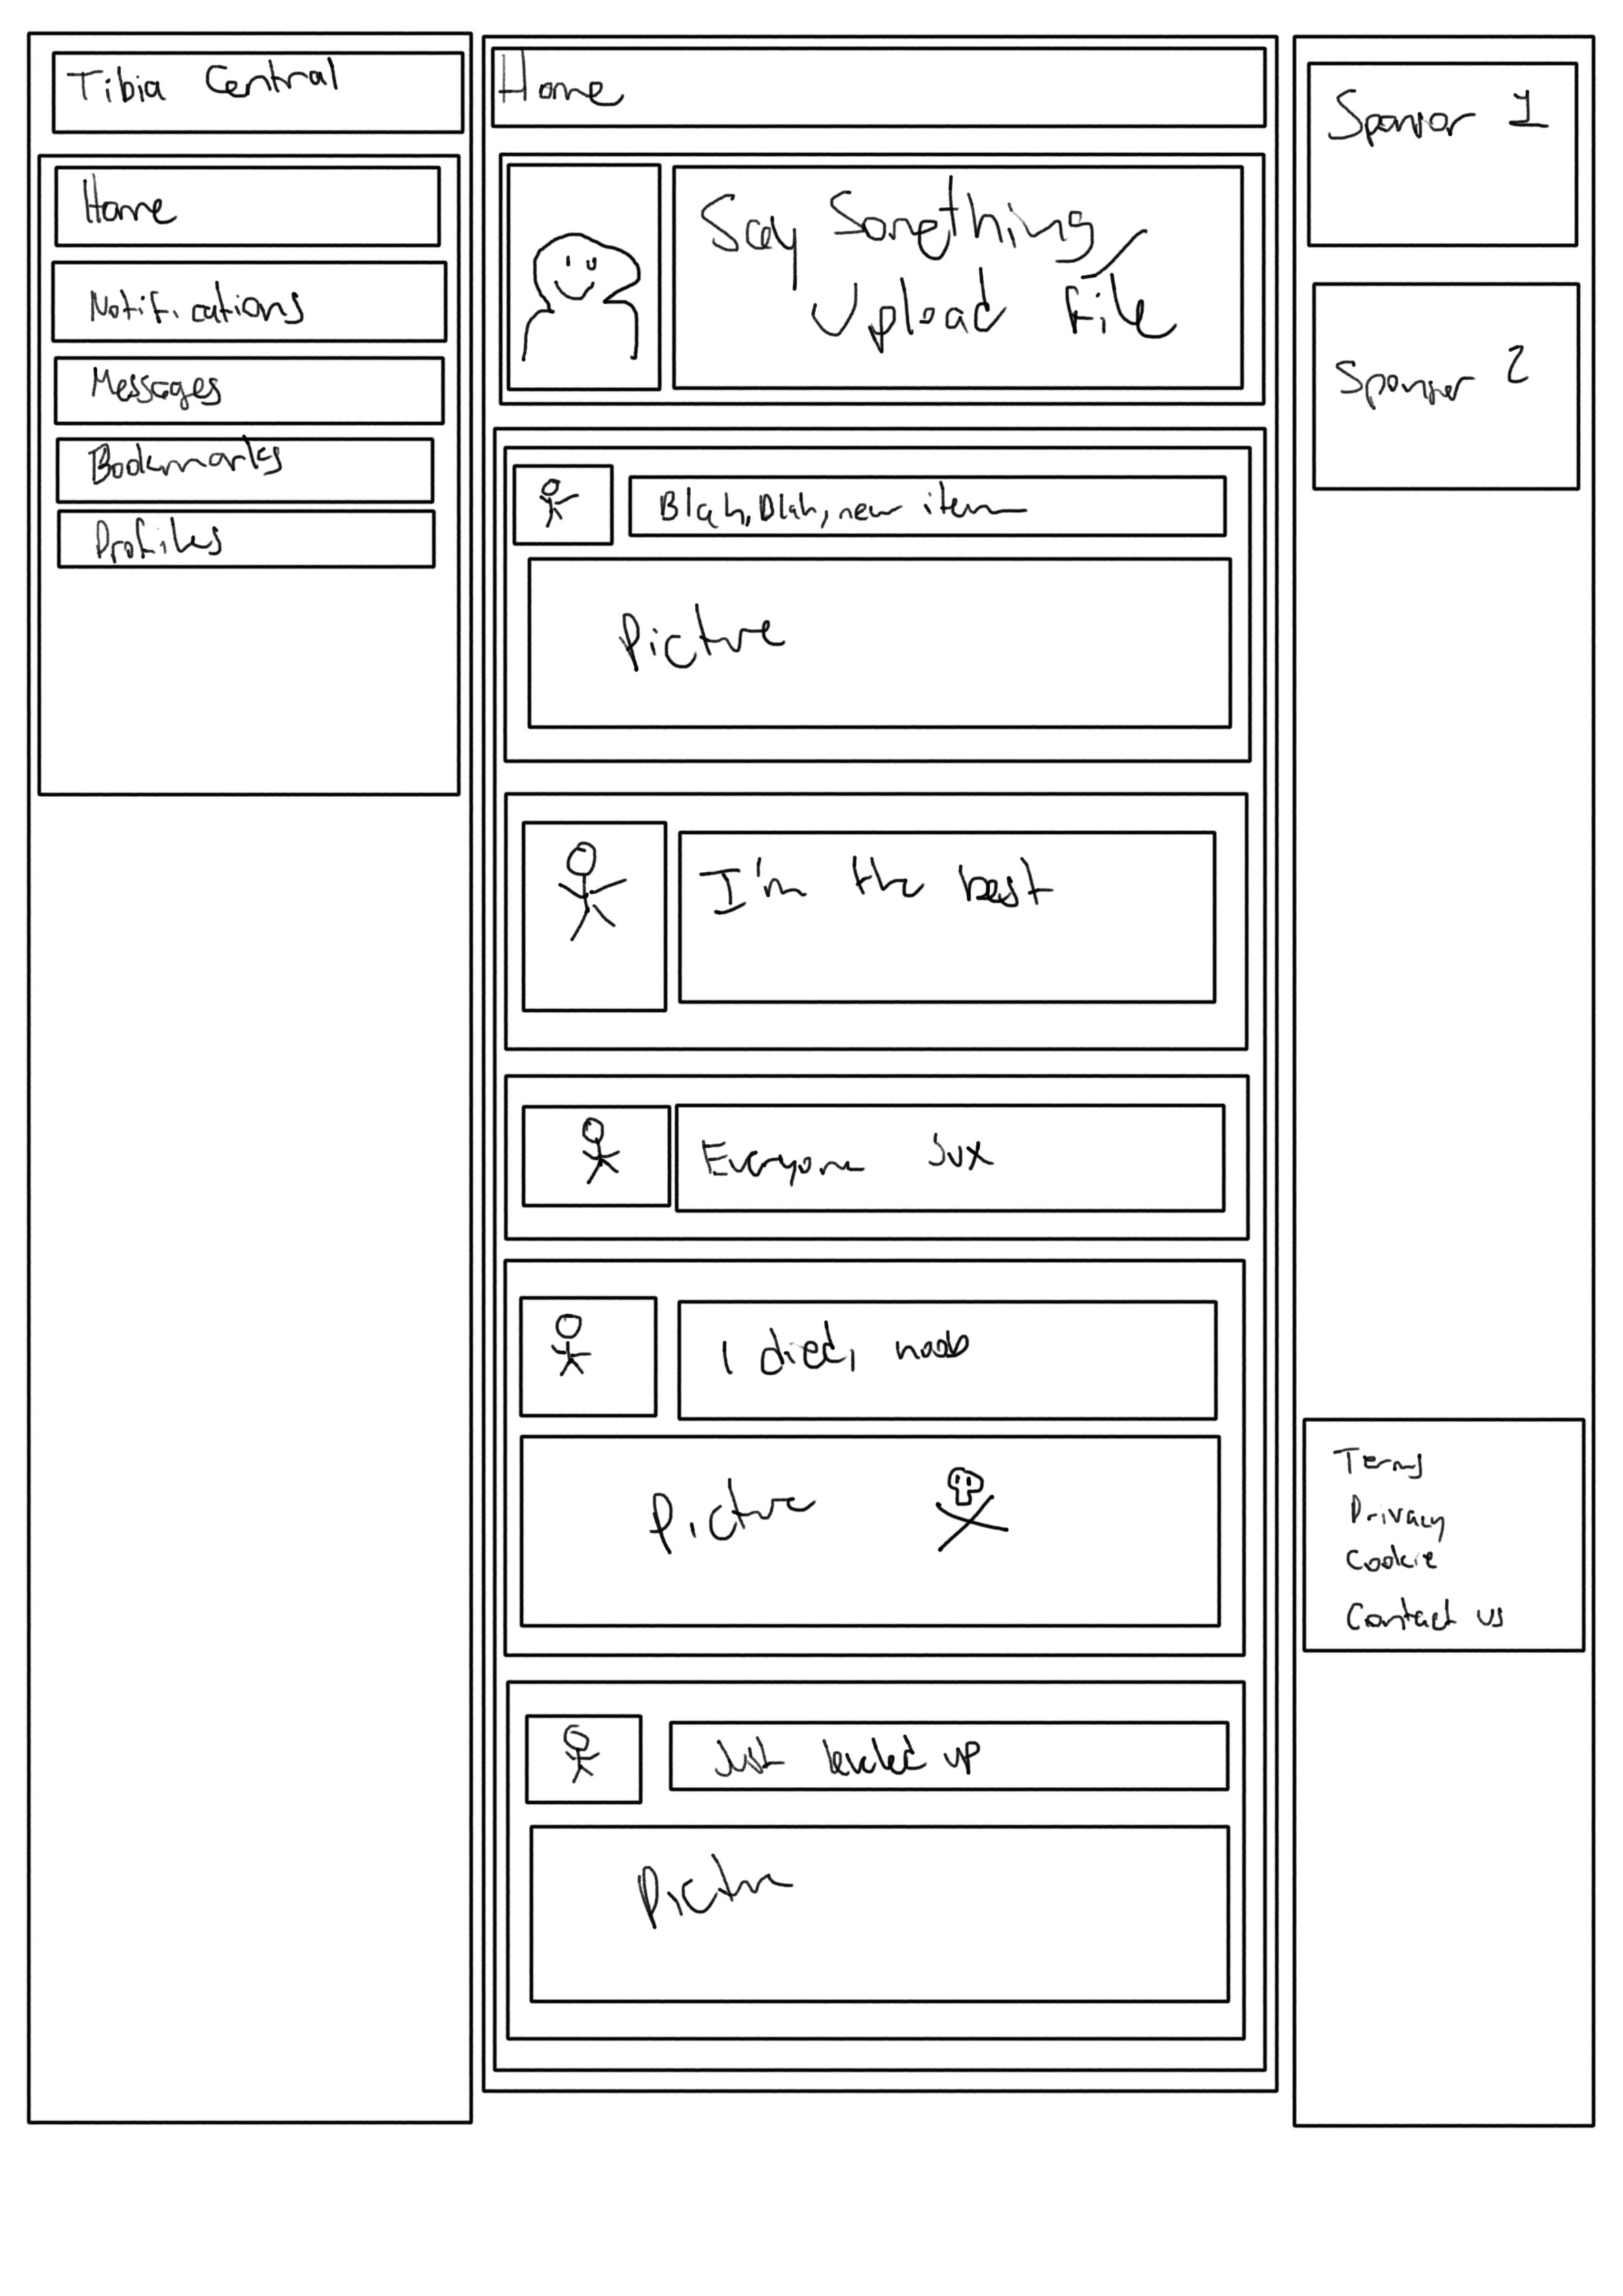 Tibia Central
Home
Notifications
Messages
Bookmarks
Profiles
Home
Say Something/
Upload File
Blah, Blah, new item
Picture
I'm the best
Everyone Sux
I died, noob
Picture
Just leveled up
Picture
Sponsor 1
Sponsor 2
Terms
Privacy
Cookie
Contact us